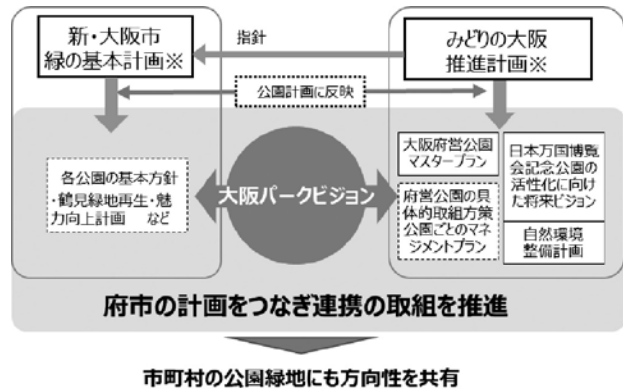 新・大阪市
緑の基本計画※
指針
みどりの大阪
推進計画※
公園計画に反映
各公園の基本方針
・鶴見緑地再生・魅
力向上計画　など
大阪パークビジョン
大阪府営公園
マスタープラン
府営公園の具
体的取組方策
公園ごとのマネ
ジメントプラン
日本万国博覧
会記念公園の
活性化に向け
た将来ビジョン
自然環境
整備計画
府市の計画をつなぎ連携の取組を推進
市町村の公園緑地にも方向性を共有